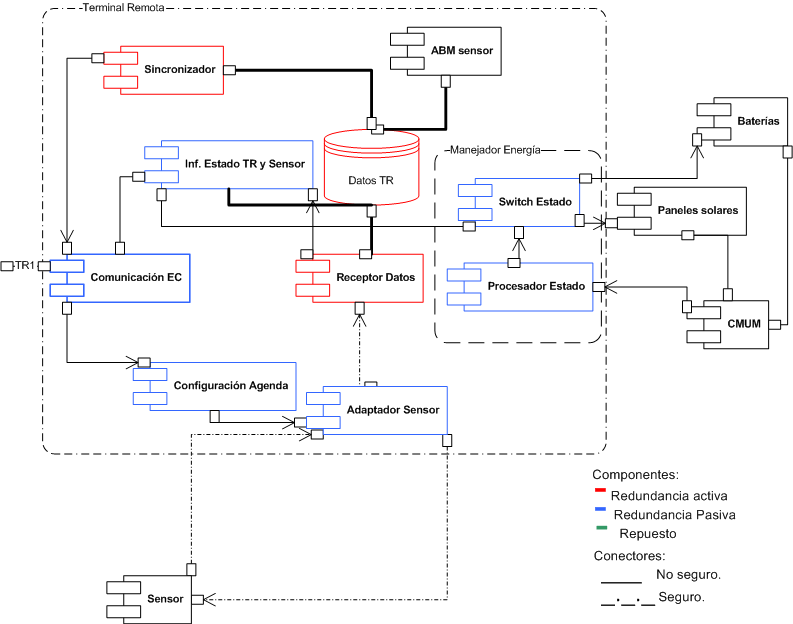 Terminal Remota
Sincronizador
ABM sensor
Baterías
Inf. Estado TR y Sensor
Datos TR
Manejador Energía
Switch Estado
Paneles solares
TR1
Comunicación EC
Receptor Datos
Procesador Estado
CMUM
Configuración Agenda
Adaptador Sensor
Sensor
Componentes:
Redundancia activa
Redundancia Pasiva
Repuesto
Conectores:
No seguro.
Seguro.